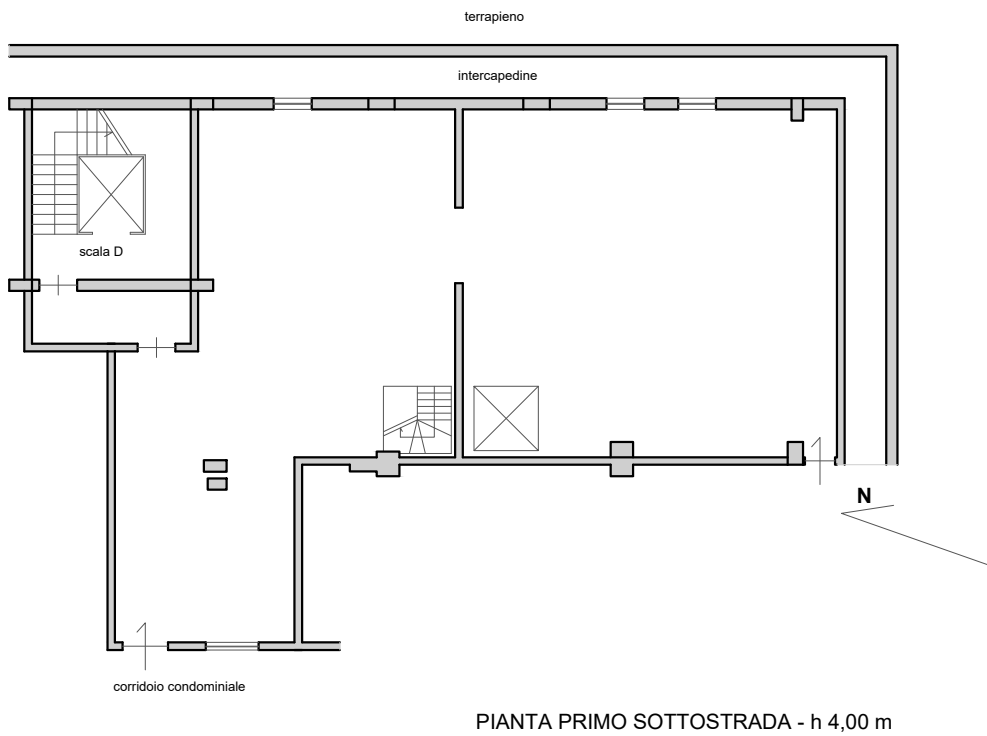 terrapieno
intercapedine
scala D
N
corridoio condominiale
PIANTA PRIMO SOTTOSTRADA - h 4,00 m